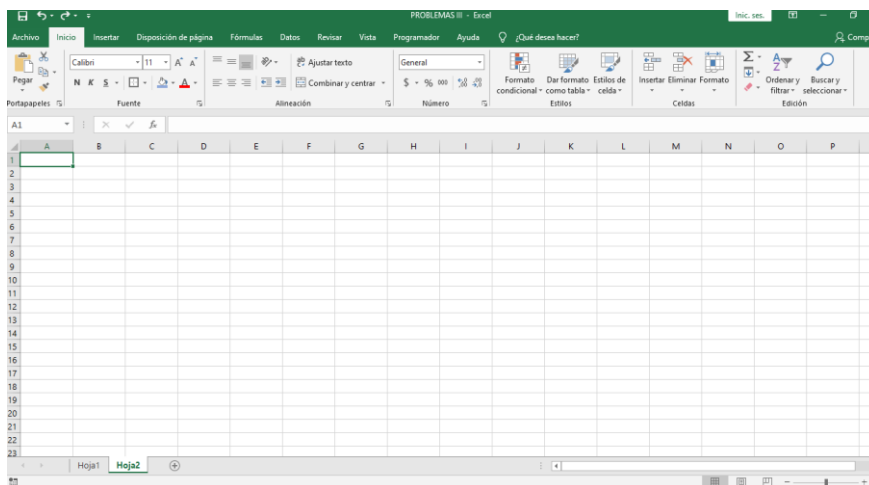 PROBLEMAS III - Excel
Inic. ses.
Archivo Inicio Insertar Disposición de página Fórmulas Datos Revisar Vista Programador Ayuda ¿Qué desea hacer? Comp
Pegar
Calibri 11 A A
N K S A
Ajustar texto
Combinar y centrar
General
$ % 000
Formato condicional
Dar formato como tabla
Estilos de celda
Insertar Eliminar Formato
Ordenar y filtrar
Buscar y seleccionar
Portapapeles Fuente Alineación Número Estilos Celdas Edición
A1 fx
A B C D E F G H I J K L M N O P
1
2
3
4
5
6
7
8
9
10
11
12
13
14
15
16
17
18
19
20
21
22
23
Hoja1 Hoja2